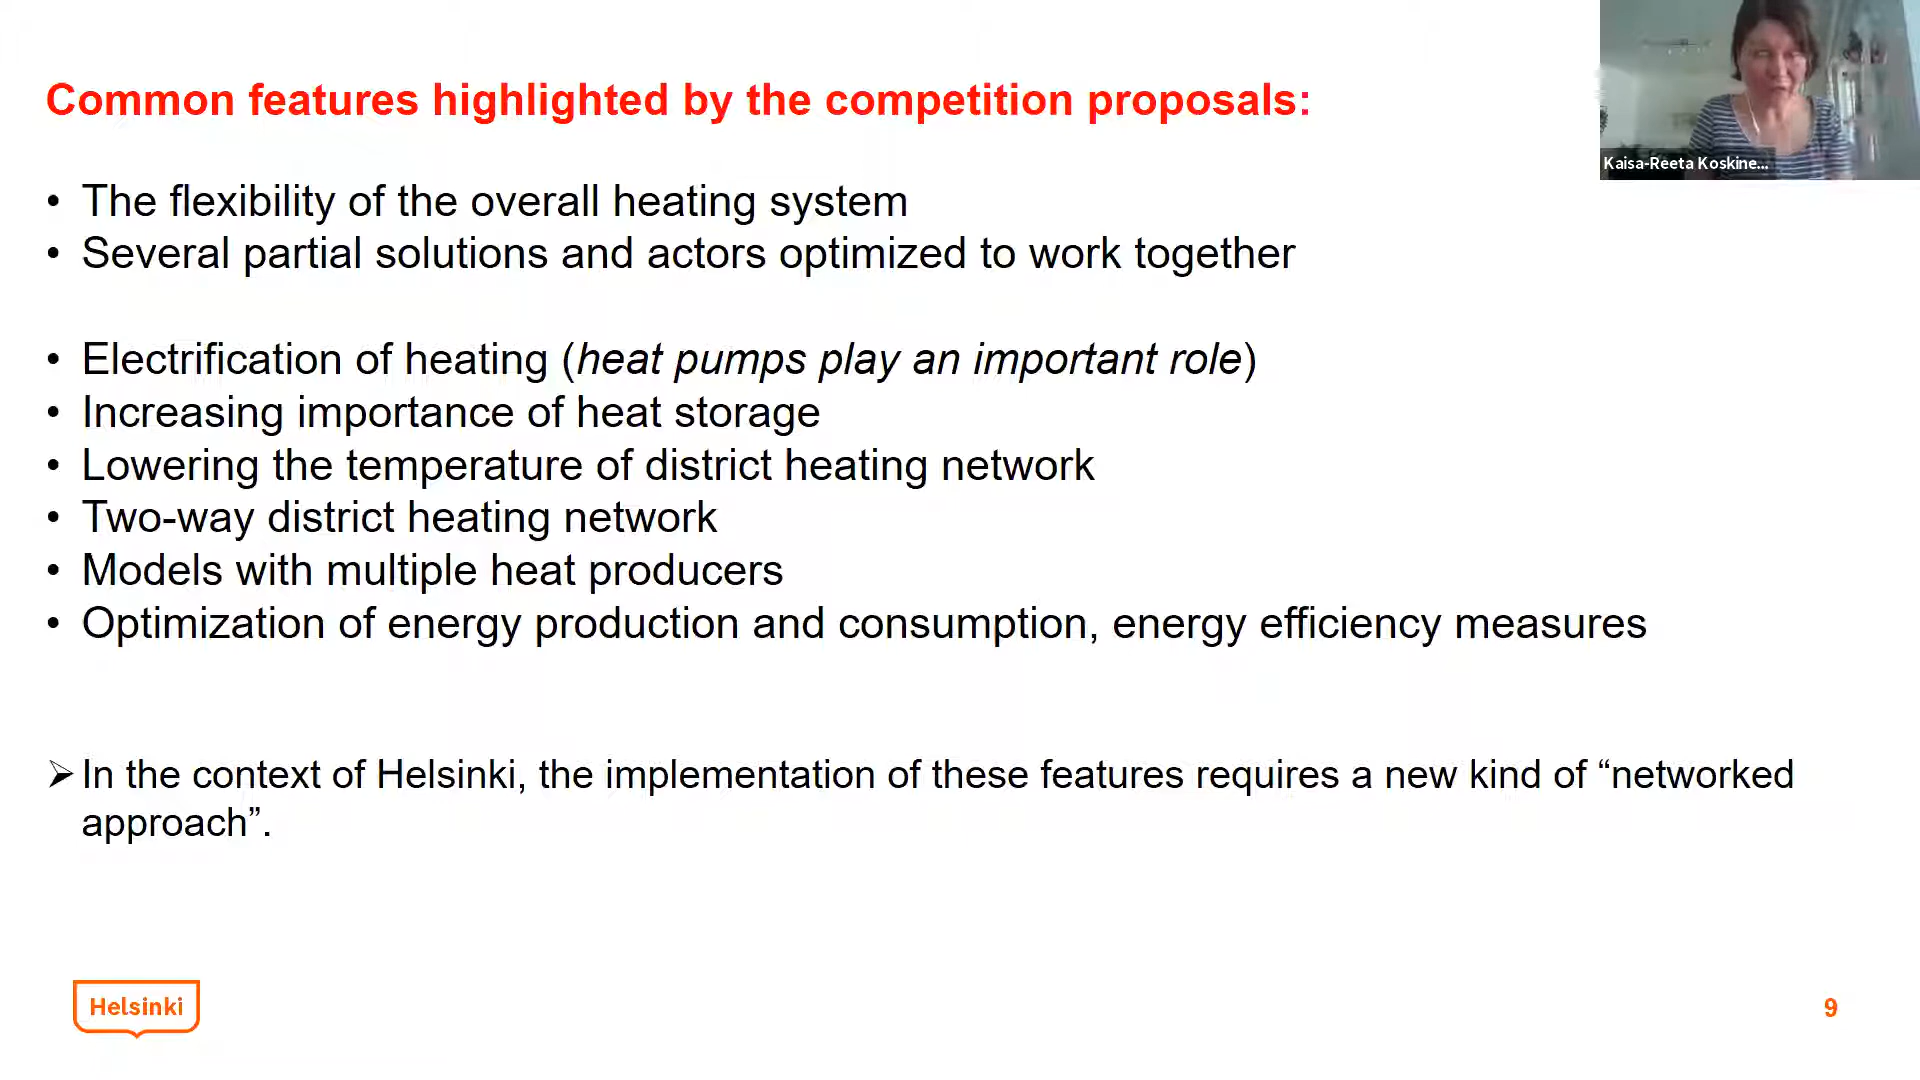 Common features highlighted by the competition proposals:
Kaisa-Reeta Koskine...
• The flexibility of the overall heating system
• Several partial solutions and actors optimized to work together
• Electrification of heating (heat pumps play an important role)
• Increasing importance of heat storage
• Lowering the temperature of district heating network
• Two-way district heating network
• Models with multiple heat producers
• Optimization of energy production and consumption, energy efficiency measures
➢ In the context of Helsinki, the implementation of these features requires a new kind of “networked
approach”.
Helsinki
9